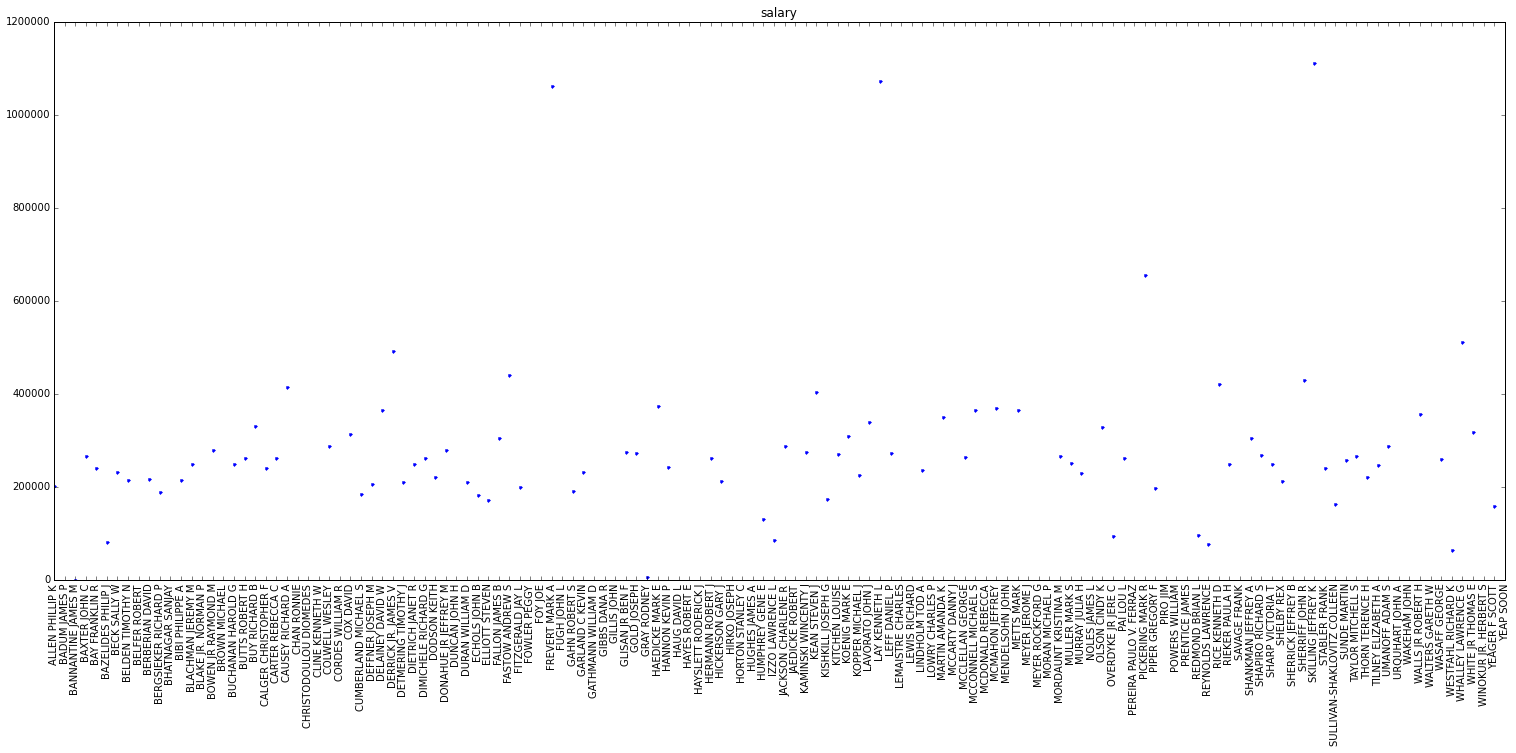 salary
1200000
1000000
800000
600000
400000
200000
0
ALLEN PHILLIP K
BADUM JAMES P
BANNANTINE JAMES M
BAXTER JOHN C
BAY FRANKLIN R
BAZELIDES PHILIP J
BECK SALLY W
BELDEN TIMOTHY N
BELFER ROBERT
BERBERIAN DAVID
BERGSIEKER RICHARD P
BHATNAGAR SANJAY
BIBI PHILIPPE A
BLACHMAN JEREMY M
BLAKE JR. NORMAN P
BOWEN JR RAYMOND M
BROWN MICHAEL
BUCHANAN HAROLD G
BUTTS ROBERT H
BUY RICHARD B
CALGER CHRISTOPHER F
CARTER REBECCA C
CAUSEY RICHARD A
CHAN RONNIE
CHRISTODOULOU DIOMEDES
CLINE KENNETH W
COLWELL WESLEY
CORDES WILLIAM R
COX DAVID
CUMBERLAND MICHAEL S
DEFFNER JOSEPH M
DELAINEY DAVID W
DERRICK JR. JAMES V
DETMERING TIMOTHY J
DIETRICH JANET R
DIMICHELE RICHARD G
DODSON KEITH
DONAHUE JR JEFFREY M
DUNCAN JOHN H
DURAN WILLIAM D
ECHOLS JOHN B
ELLIOTT STEVEN
FALLON JAMES B
FASTOW ANDREW S
FITZGERALD JAY L
FOWLER PEGGY
FOY JOE
FREVERT MARK A
FUGH JOHN L
GAHN ROBERT S
GARLAND C KEVIN
GATHMANN WILLIAM D
GIBBS DANA R
GILLIS JOHN
GLISAN JR BEN F
GOLD JOSEPH
GRAY RODNEY
HAEDICKE MARK E
HANNON KEVIN P
HAUG DAVID L
HAYES ROBERT E
HAYSLETT RODERICK J
HERMANN ROBERT J
HICKERSON GARY J
HIRKO JOSEPH
HORTON STANLEY C
HUGHES JAMES A
HUMPHREY GENE E
IZZO LAWRENCE L
JACKSON CHARLENE R
JAEDICKE ROBERT
KAMINSKI WINCENTY J
KEAN STEVEN J
KISHKILL JOSEPH G
KITCHEN LOUISE
KOENIG MARK E
KOPPER MICHAEL J
LAVORATO JOHN J
LAY KENNETH L
LEFF DANIEL P
LEMAISTRE CHARLES
LEWIS RICHARD
LINDHOLM TOD A
LOWRY CHARLES P
MARTIN AMANDA K
MCCARTY DANNY J
MCCLELLAN GEORGE
MCCONNELL MICHAEL S
MCDONALD REBECCA
MCMAHON JEFFREY
MENDELSOHN JOHN
METTS MARK
MEYER JEROME J
MEYER ROCKFORD G
MORAN MICHAEL P
MORDAUNT KRISTINA M
MULLER MARK S
MURRAY JULIA H
NOLES JAMES L
OLSON CINDY K
OVERDYKE JR JERE C
PAI LOU L
PEREIRA PAULO V. FERRAZ
PICKERING MARK R
PIPER GREGORY F
PIRO JIM
POWERS WILLIAM
PRENTICE JAMES
REDMOND BRIAN L
REYNOLDS LAWRENCE
RICE KENNETH D
RIEKER PAULA H
SAVAGE FRANK
SHANKMAN JEFFREY A
SHAPIRO RICHARD S
SHARP VICTORIA T
SHELBY REX
SHERRICK JEFFREY B
SHERRIFF JOHN R
SKILLING JEFFREY K
STABLER FRANK
SULLIVAN-SHAKLOVITZ COLLEEN
SUNDE MARTIN
TAYLOR MITCHELL S
THORN TERENCE H
TILNEY ELIZABETH A
UMANOFF ADAM S
URQUHART JOHN A
WAKEHAM JOHN
WALLS JR ROBERT H
WALTERS GARETH W
WASAFF GEORGE
WESTFAHL RICHARD K
WHALLEY LAWRENCE G
WHITE JR THOMAS E
WINOKUR JR. HERBERT S
YEAGER F SCOTT
YEAP SOON